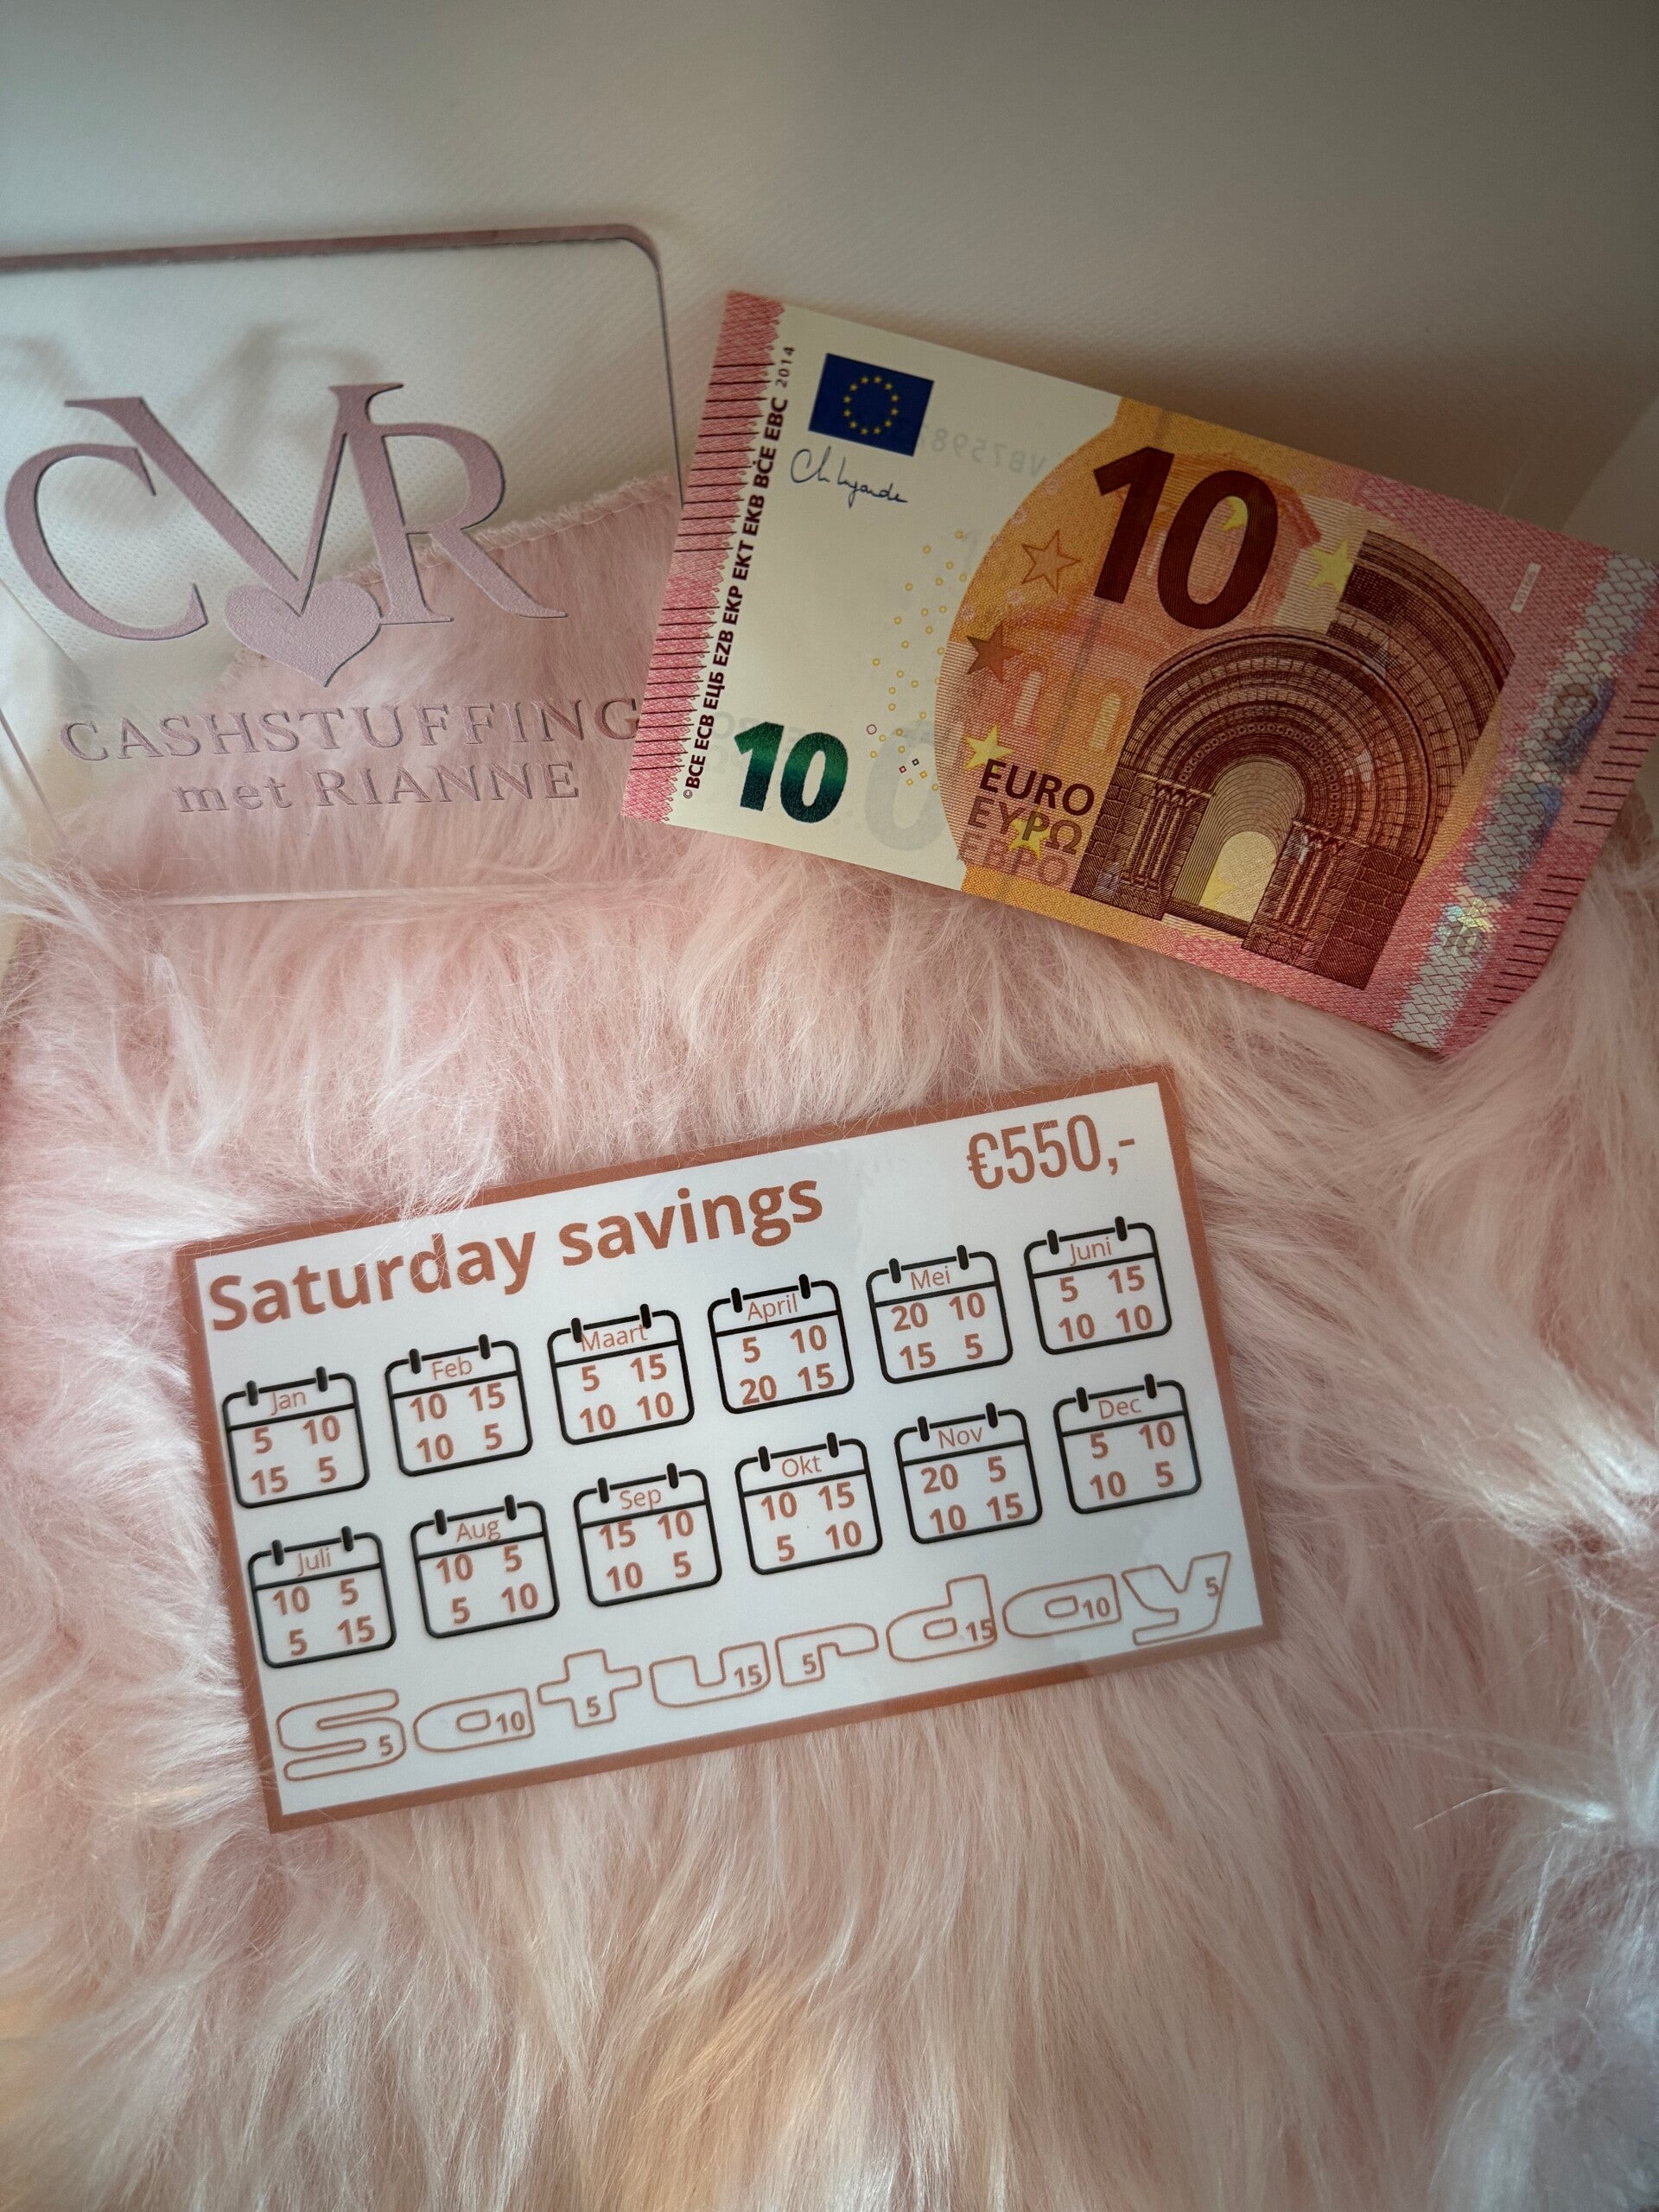 CVR
CASHSTUFFING
met RIANNE
©BCE ECB ЕЦБ EZB EKP EKT EKB BĊE EBC 2014
10
10
EURO
ΕΥΡΩ
ЕВРО
Saturday savings
€550,-
Jan
5 10
15 5
Feb
10 15
10 5
Maart
5 15
10 10
April
5 10
20 15
Mei
20 10
15 5
Juni
5 15
10 10
Juli
10 5
5 15
Aug
10 5
5 10
Sep
15 10
10 5
Okt
10 15
5 10
Nov
20 5
10 15
Dec
5 10
10 5
Saturday
5 10 5 15 5 15 10 5